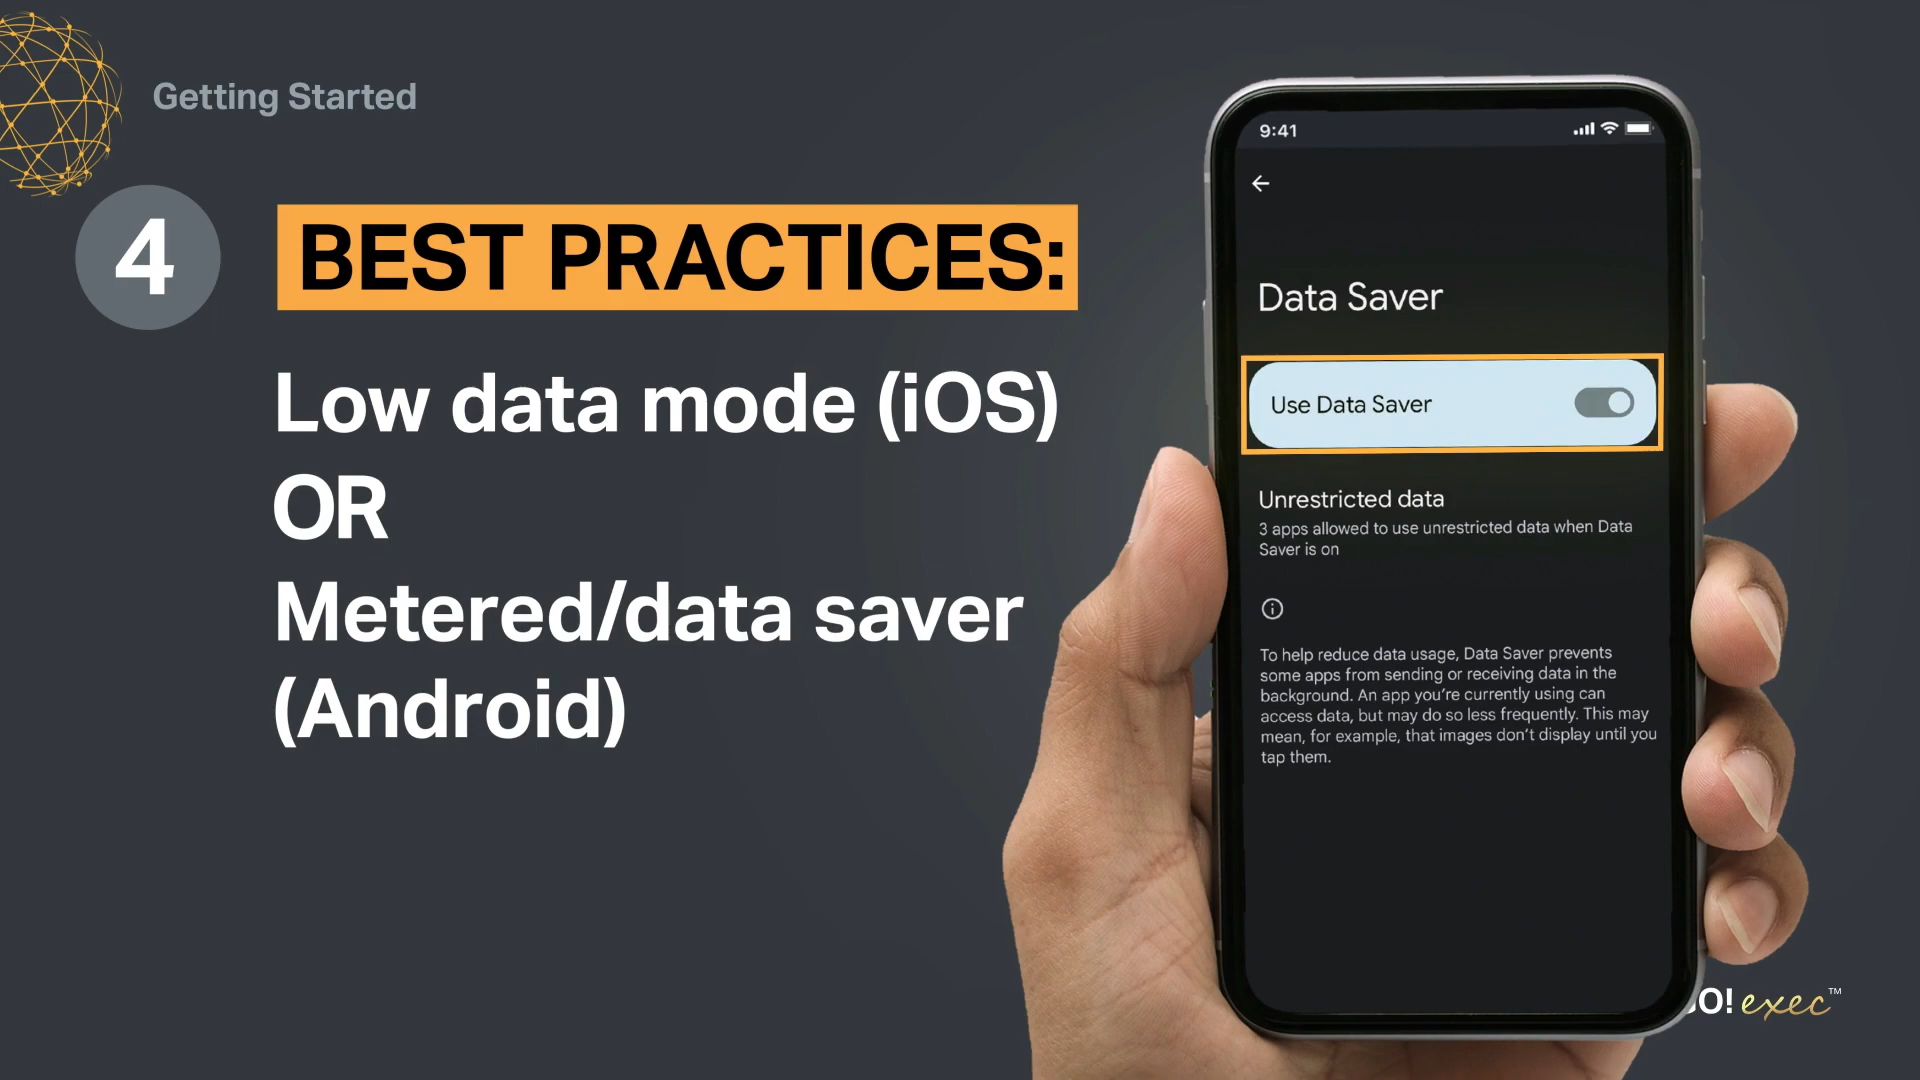 Getting Started
4
BEST PRACTICES:
Low data mode (iOS)
OR
Metered/data saver
(Android)
9:41
Data Saver
Use Data Saver
Unrestricted data
3 apps allowed to use unrestricted data when Data
Saver is on
To help reduce data usage, Data Saver prevents
some apps from sending or receiving data in the
background. An app you're currently using can
access data, but may do so less frequently. This may
mean, for example, that images don't display until you
tap them.
O! exec™